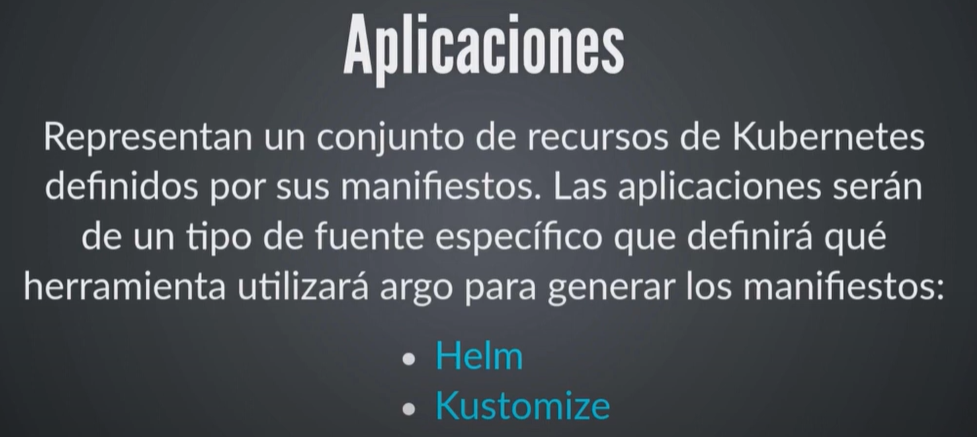 Aplicaciones
Representan un conjunto de recursos de Kubernetes
definidos por sus manifiestos. Las aplicaciones serán
de un tipo de fuente específico que definirá qué
herramienta utilizará argo para generar los manifiestos:
• Helm
• Kustomize